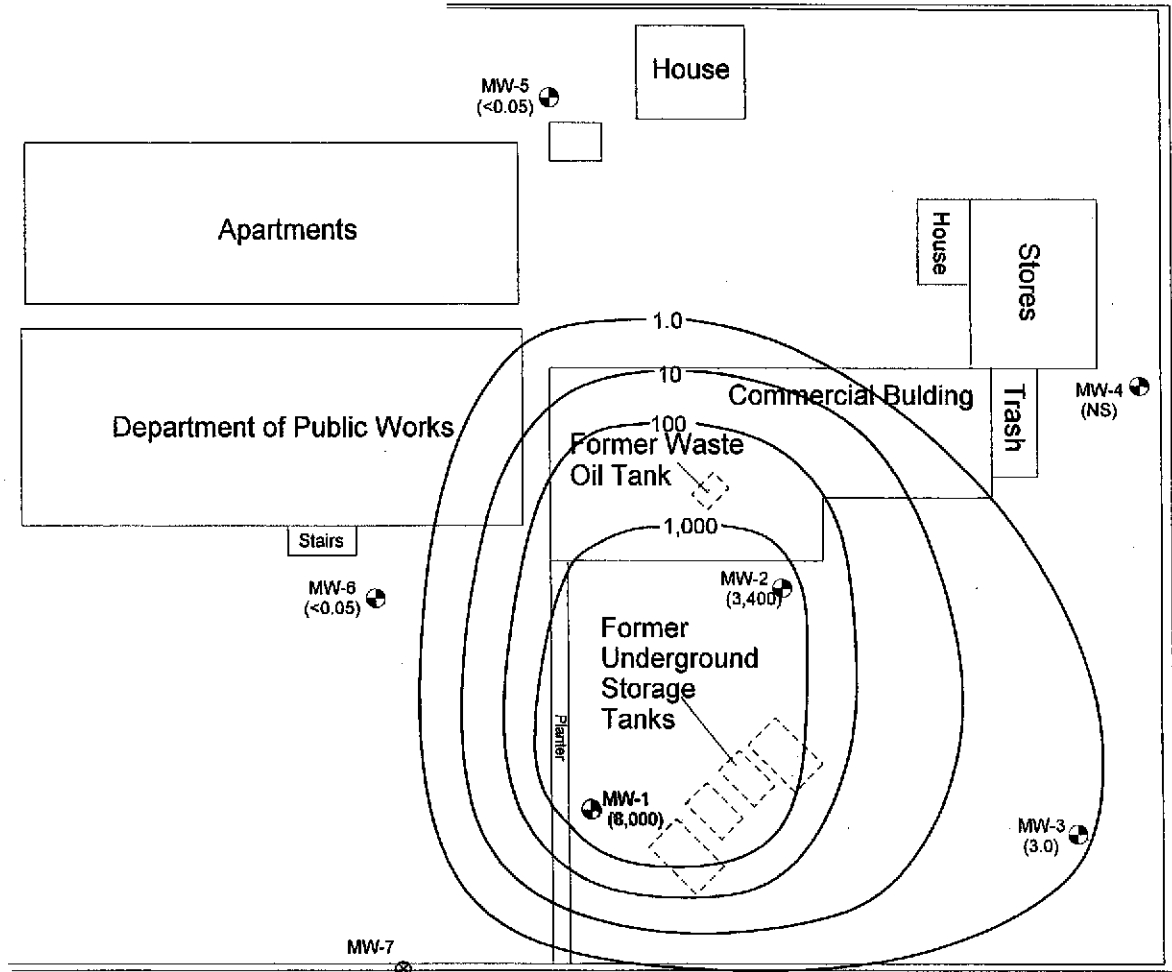 House
MW-5
(<0.05)
Apartments
House
Stores
1.0
10
Commercial Bulding
Trash
MW-4
(NS)
Department of Public Works
100
Former Waste
Oil Tank
1,000
Stairs
MW-6
(<0.05)
MW-2
(3,400)
Former
Underground
Storage
Tanks
Planter
MW-1
MW-3
(3.0)
MW-7